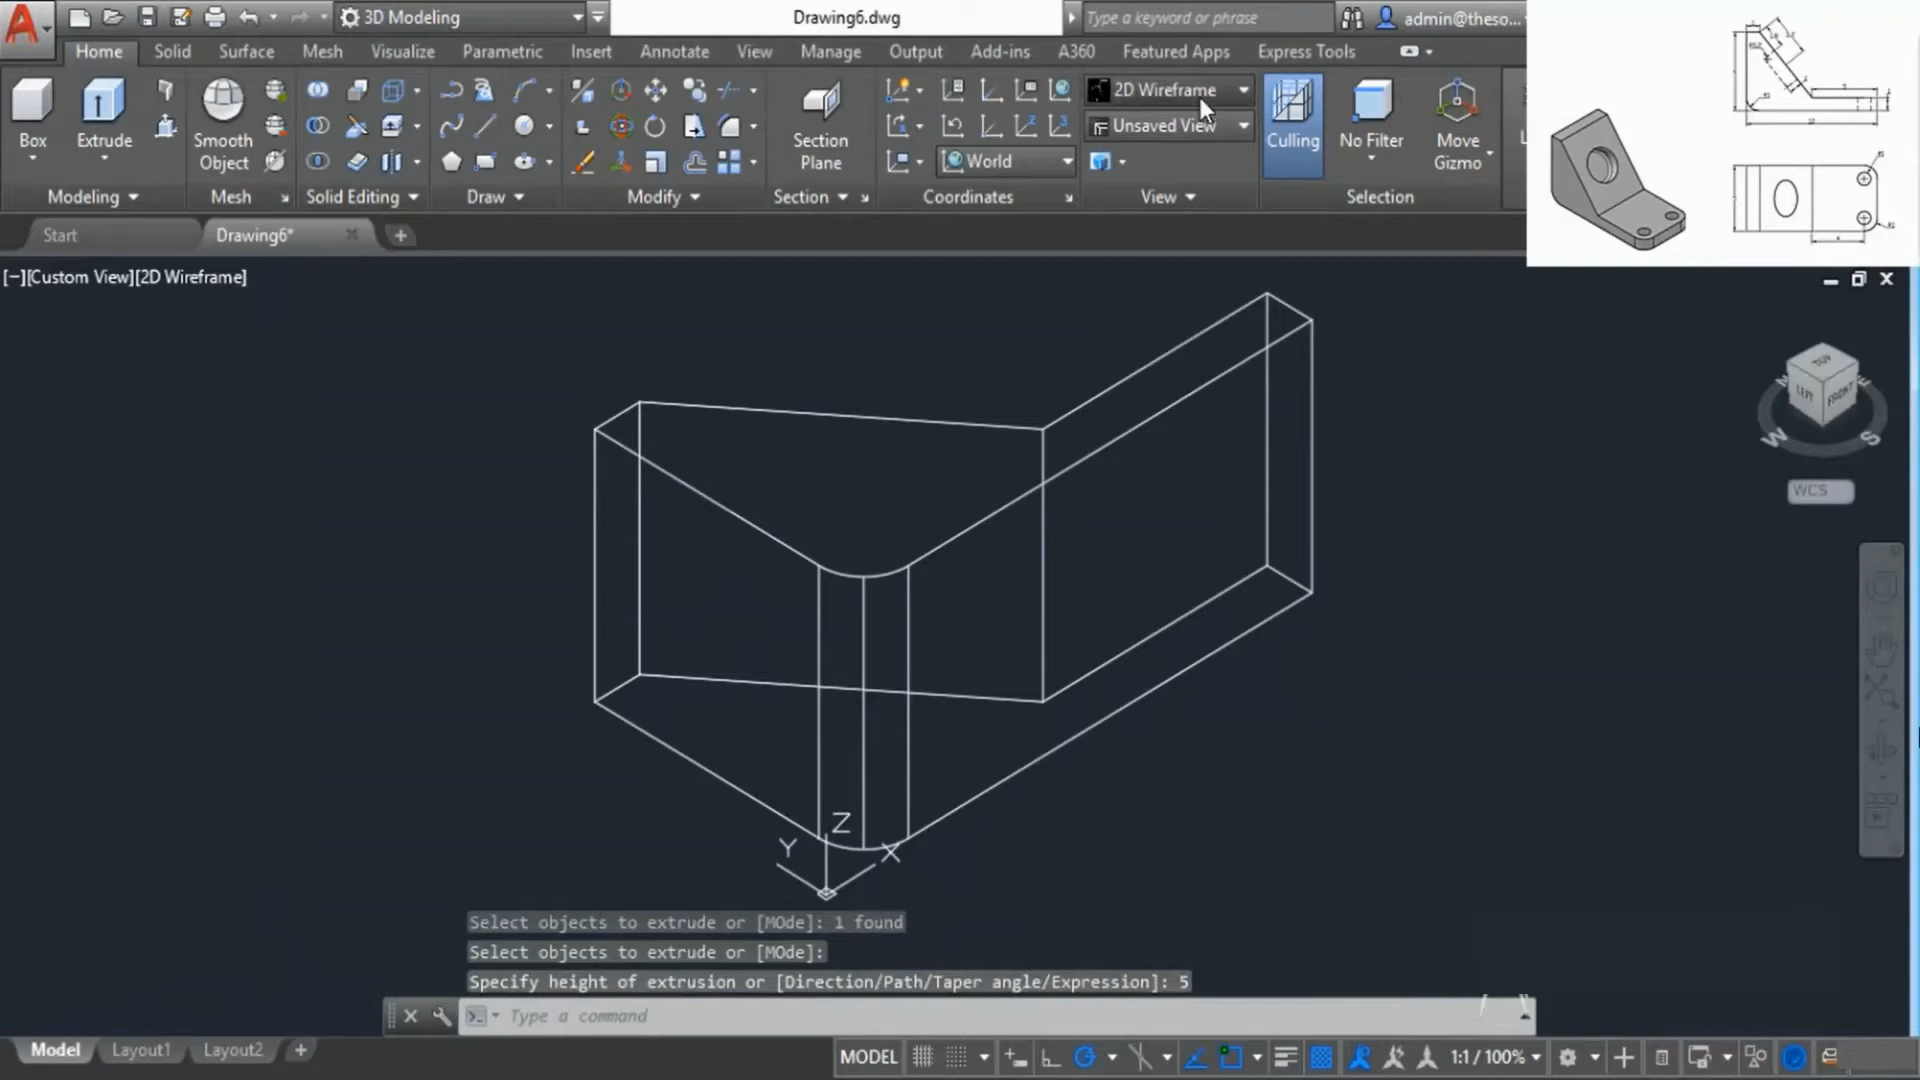 3D Modeling
Drawing6.dwg
Type a keyword or phrase
admin@theso...
Home Solid Surface Mesh Visualize Parametric Insert Annotate View Manage Output Add-ins A360 Featured Apps Express Tools
Box
Extrude
Smooth
Object
Section
Plane
2D Wireframe
Unsaved View
World
Culling
No Filter
Move
Gizmo
Modeling
Mesh
Solid Editing
Draw
Modify
Section
Coordinates
View
Selection
Start
Drawing6*
[−][Custom View][2D Wireframe]
TOP
LEFT
FRONT
W
S
WCS
Z
Y
X
Select objects to extrude or [MOde]: 1 found
Select objects to extrude or [MOde]:
Specify height of extrusion or [Direction/Path/Taper angle/Expression]: 5
Type a command
Model Layout1 Layout2
MODEL
1:1 / 100%